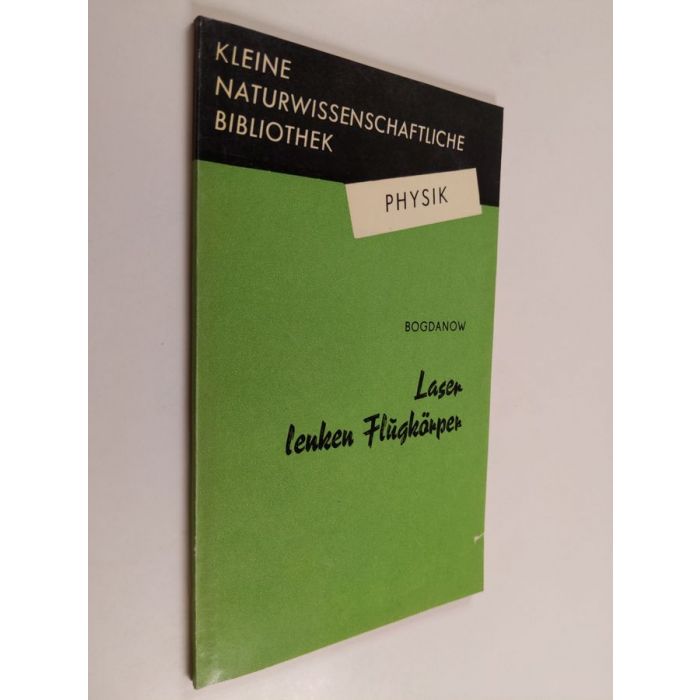 KLEINE
NATURWISSENSCHAFTLICHE
BIBLIOTHEK
PHYSIK
BOGDANOW
Laser
lenken Flugkörper